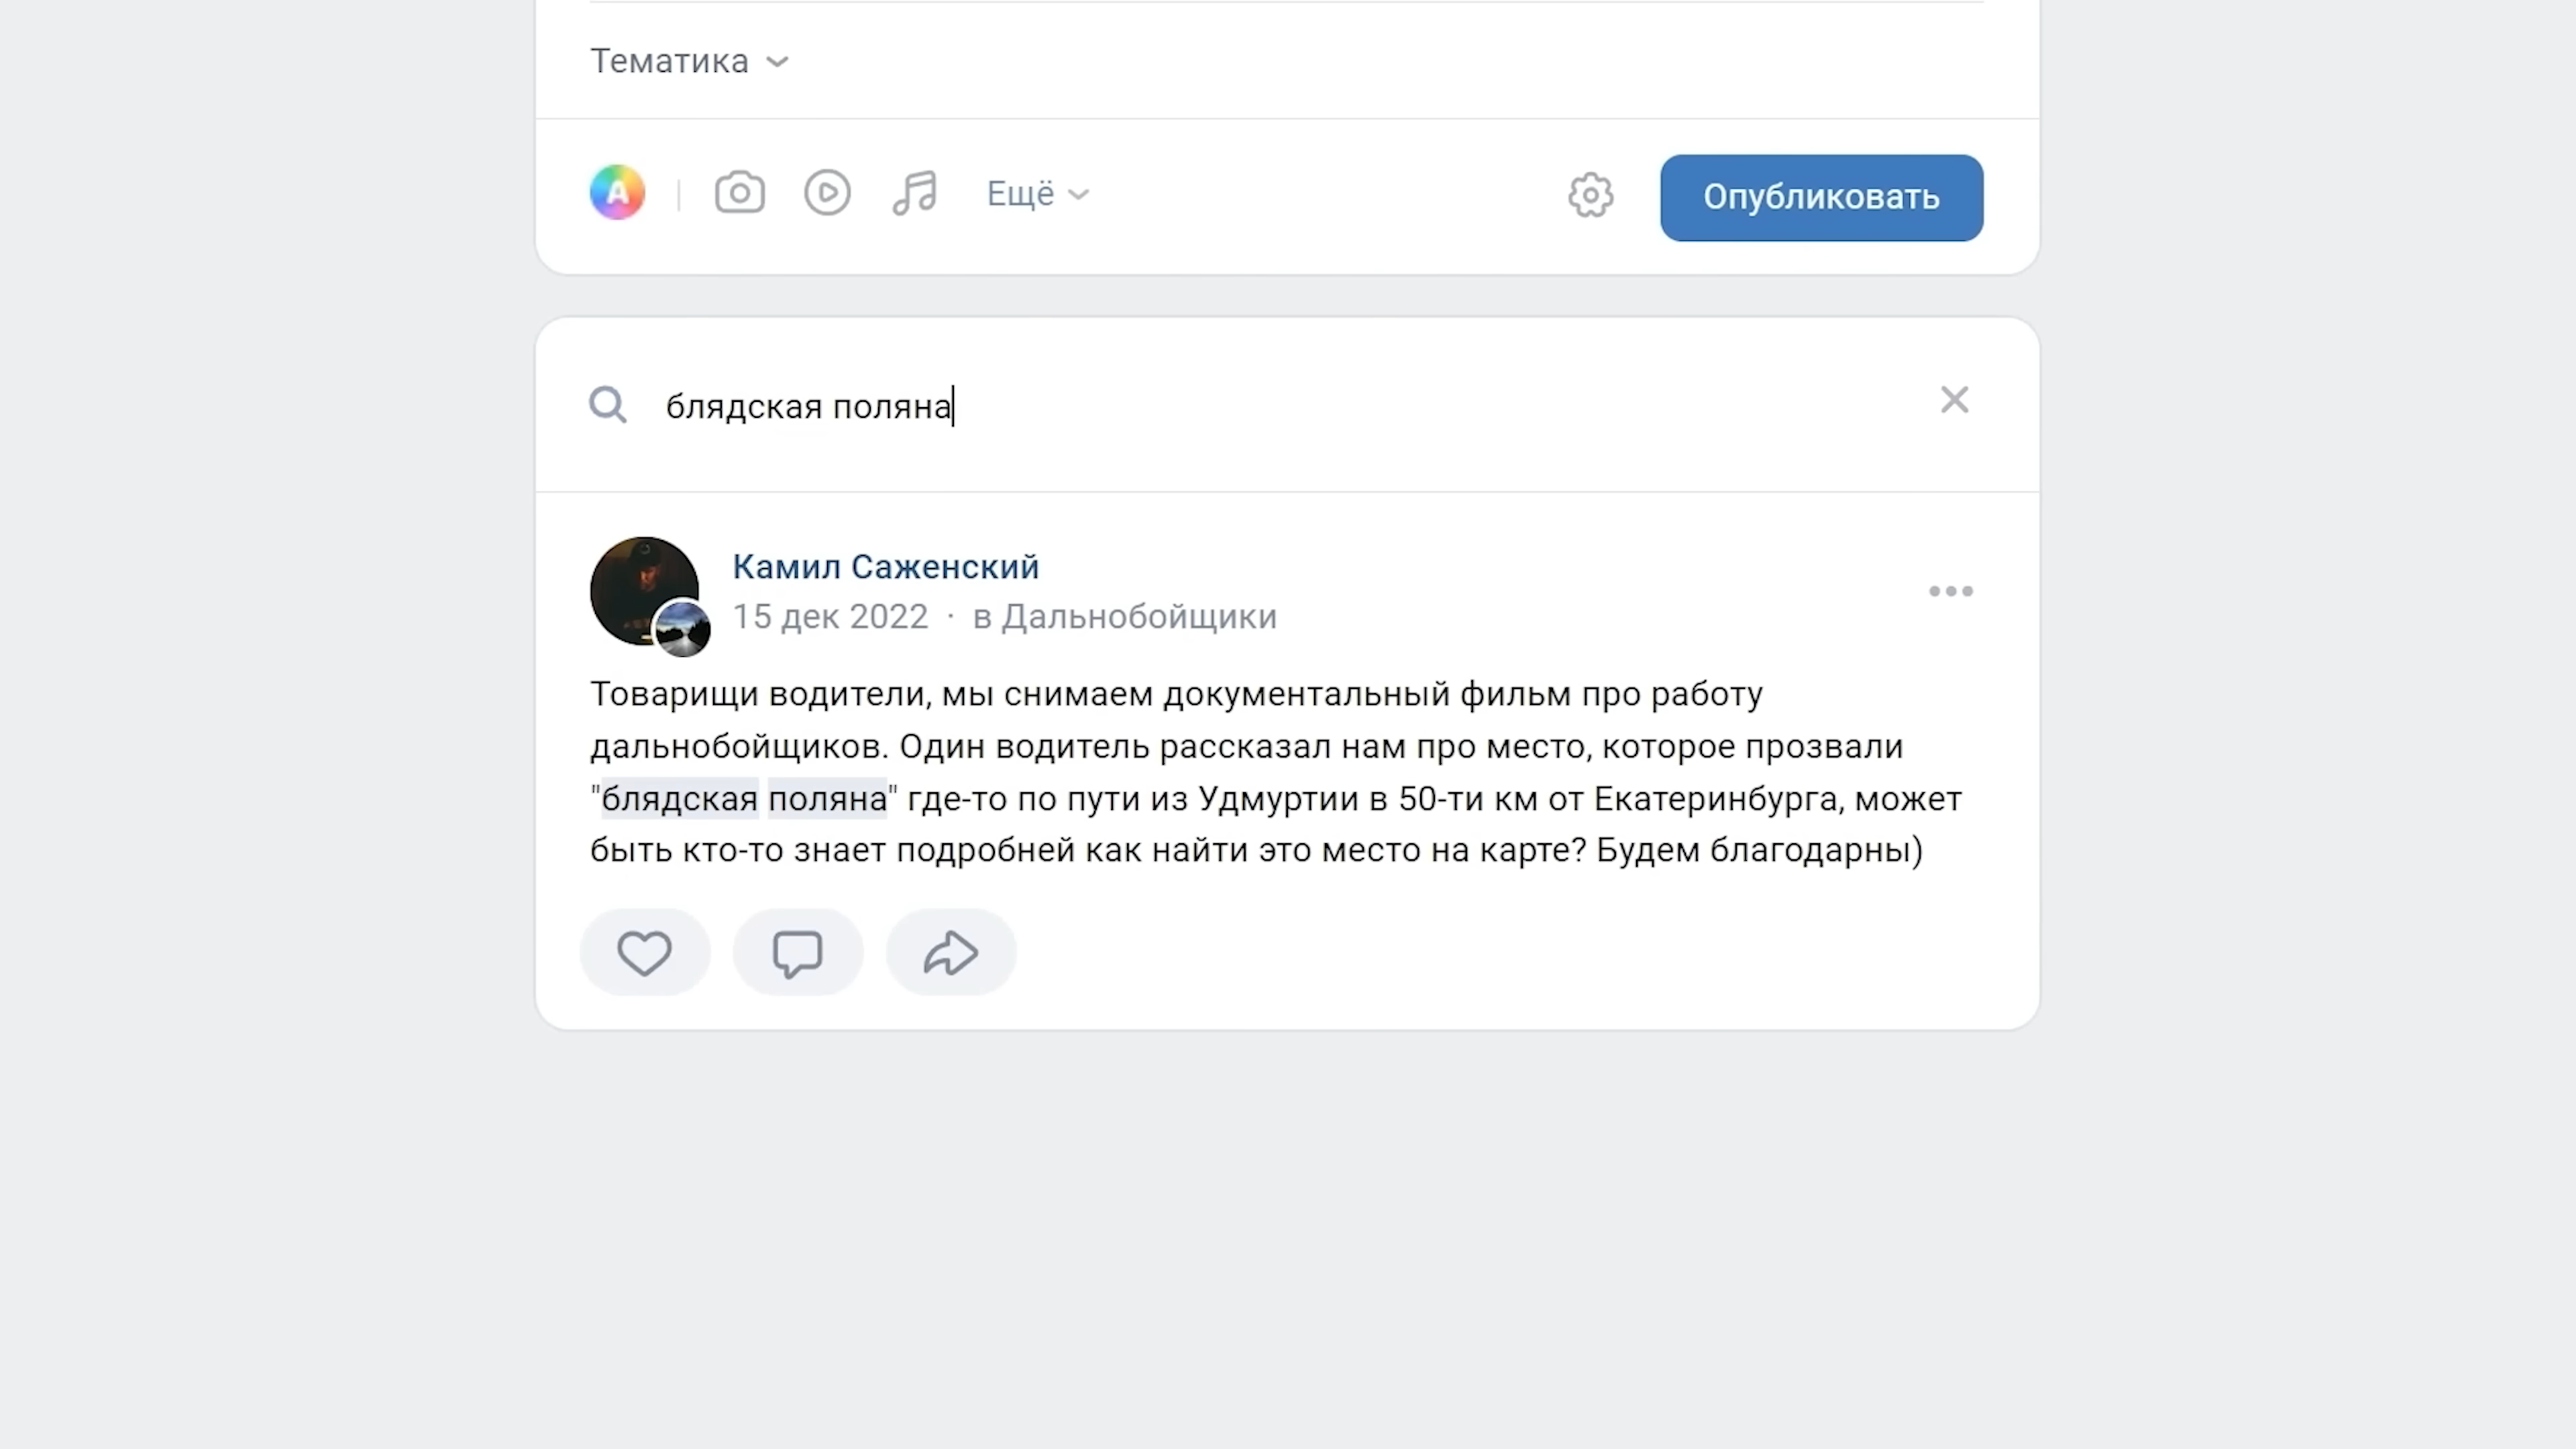 Тематика
A
Ещё
Опубликовать
блядская поляна
Камил Саженский
15 дек 2022 · в Дальнобойщики
Товарищи водители, мы снимаем документальный фильм про работу
дальнобойщиков. Один водитель рассказал нам про место, которое прозвали
"блядская поляна" где-то по пути из Удмуртии в 50-ти км от Екатеринбурга, может
быть кто-то знает подробней как найти это место на карте? Будем благодарны)